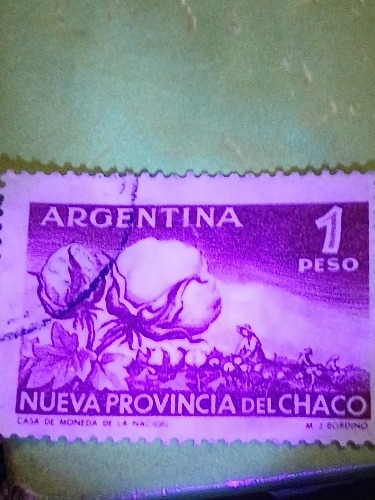 ARGENTINA
1
PESO
NUEVA PROVINCIA DEL CHACO
CASA DE MONEDA DE LA NACION M. J. BORDINO